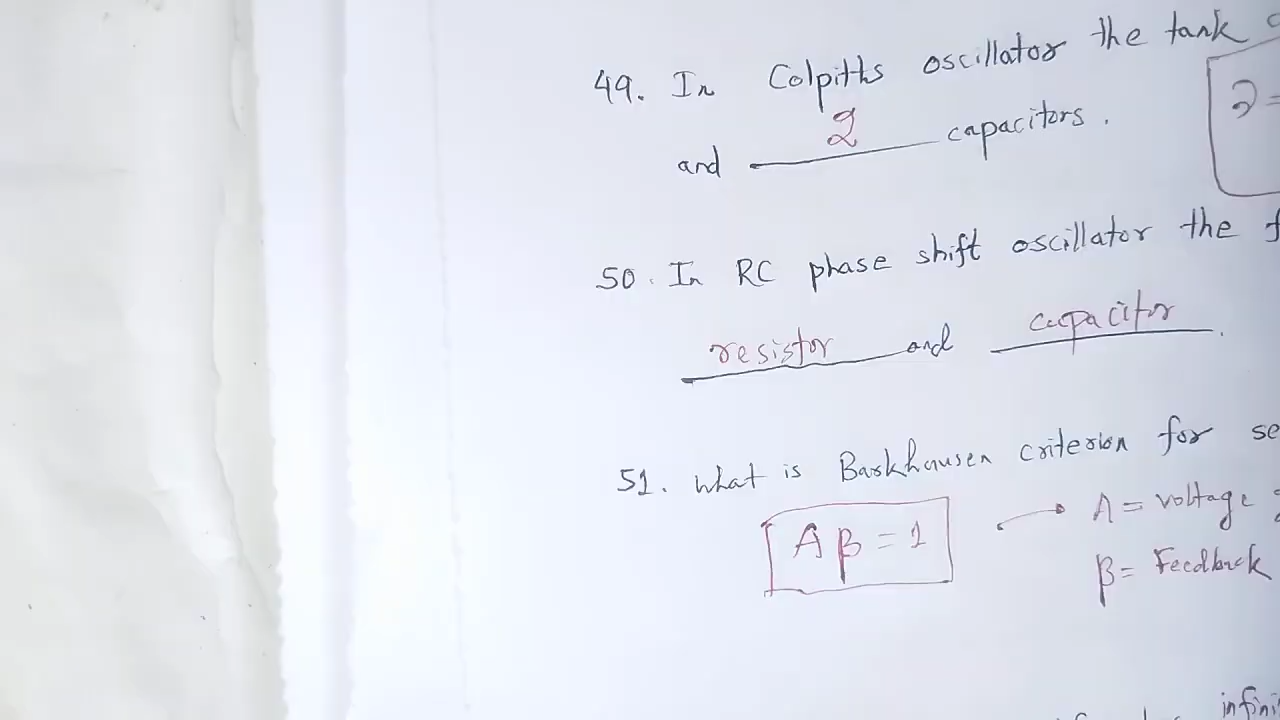 49. In Colpitts oscillator the tank
2 =
and 2 capacitors.
50. In RC phase shift oscillator the
resistor and capacitor.
51. What is Barkhausen criterion for se
Aβ = 1
A = voltage
β = Feedback
infini